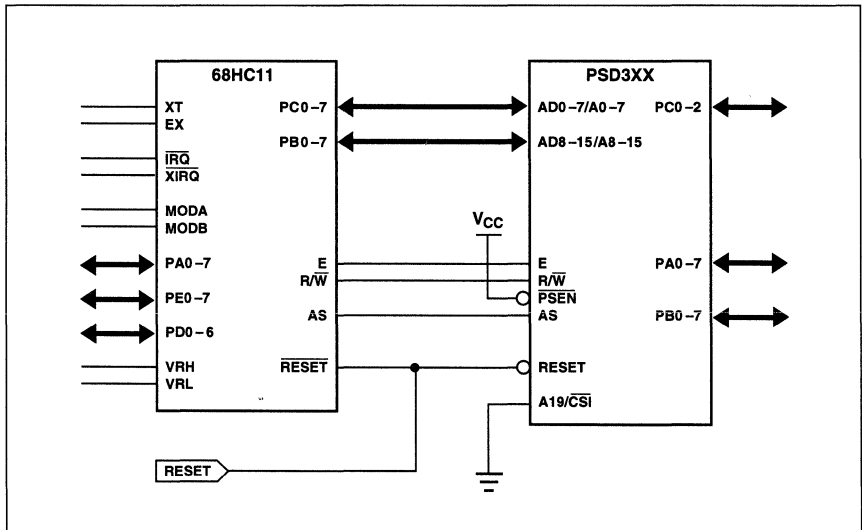 68HC11
XT
EX
IRQ
XIRQ
MODA
MODB
PA0-7
PE0-7
PD0-6
VRH
VRL
PC0-7
PB0-7
E
R/W
AS
RESET
RESET
VCC
PSD3XX
AD0-7/A0-7
AD8-15/A8-15
E
R/W
PSEN
AS
RESET
A19/CSI
PC0-2
PA0-7
PB0-7